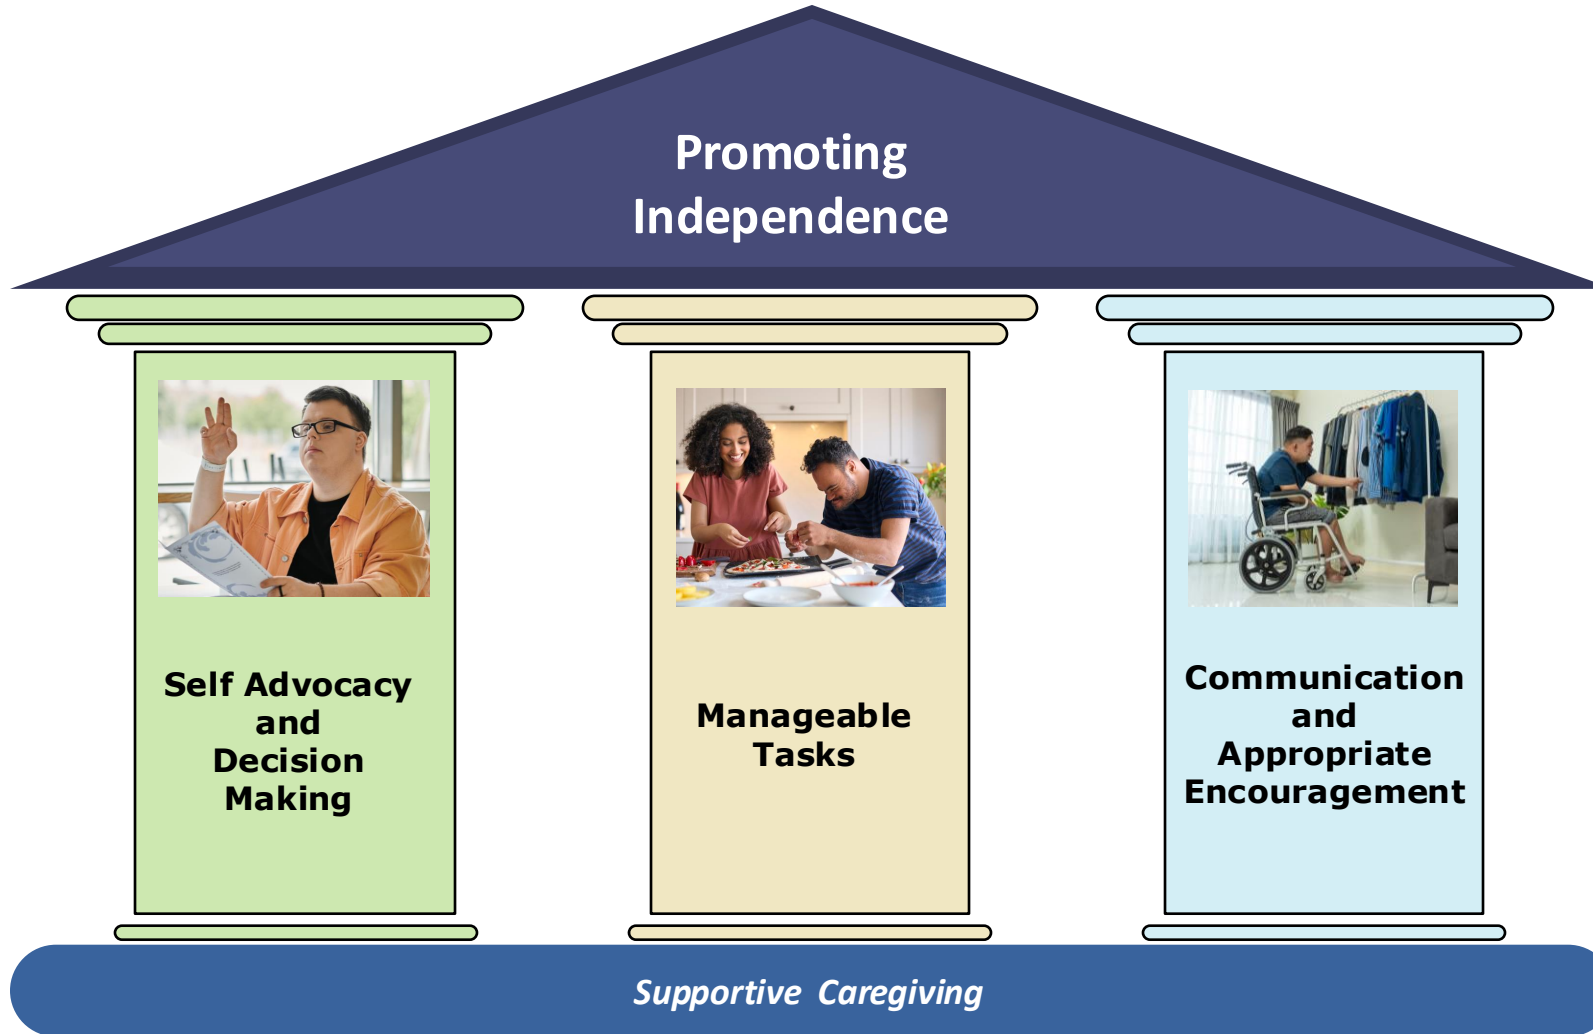 Promoting
Independence
Self Advocacy
and
Decision
Making
Manageable
Tasks
Communication
and
Appropriate
Encouragement
Supportive Caregiving